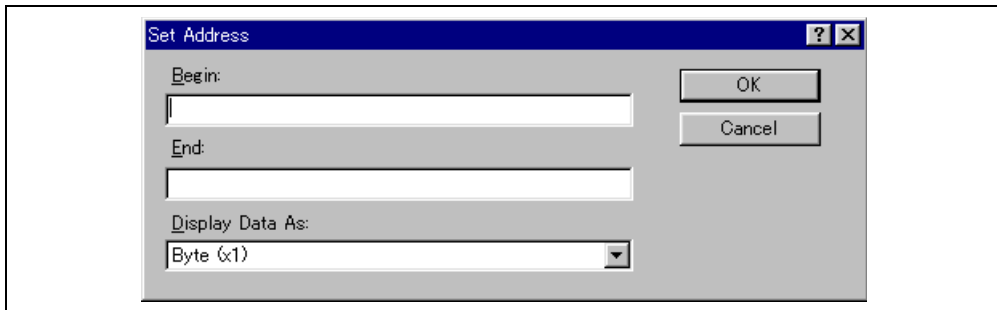 Set Address
Begin:
OK
Cancel
End:
Display Data As:
Byte (x1)